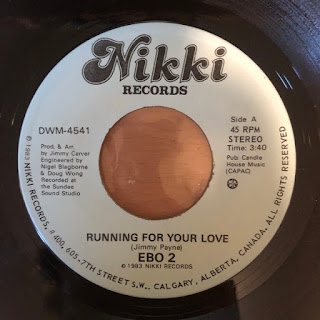 Nikki
RECORDS
DWM-4541
Prod. & Arr.
by Jimmy Carver
Engineered by
Nigel Blagborne
& Doug Wong
Recorded at
the Sundae
Sound Studio
Side A
45 RPM
STEREO
Time: 3:40
Pub: Candle
House Music
(CAPAC)
RUNNING FOR YOUR LOVE
(Jimmy Payne)
EBO 2
℗ 1983 NIKKI RECORDS
© 1983 NIKKI RECORDS, #400, 605-7TH STREET S.W., CALGARY, ALBERTA, CANADA. ALL RIGHTS RESERVED